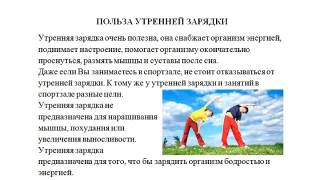 ПОЛЬЗА УТРЕННЕЙ ЗАРЯДКИ
Утренняя зарядка очень полезна, она снабжает организм энергией,
поднимает настроение, помогает организму окончательно
проснуться, размять мышцы и суставы после сна.
Даже если Вы занимаетесь в спортзале, не стоит отказываться от
утренней зарядки. К тому же у утренней зарядки и занятий в
спортзале разные цели.
Утренняя зарядка не
предназначена для наращивания
мышцы, похудания или
увеличения выносливости.
Утренняя зарядка
предназначена для того, что бы зарядить организм бодростью и
энергией.